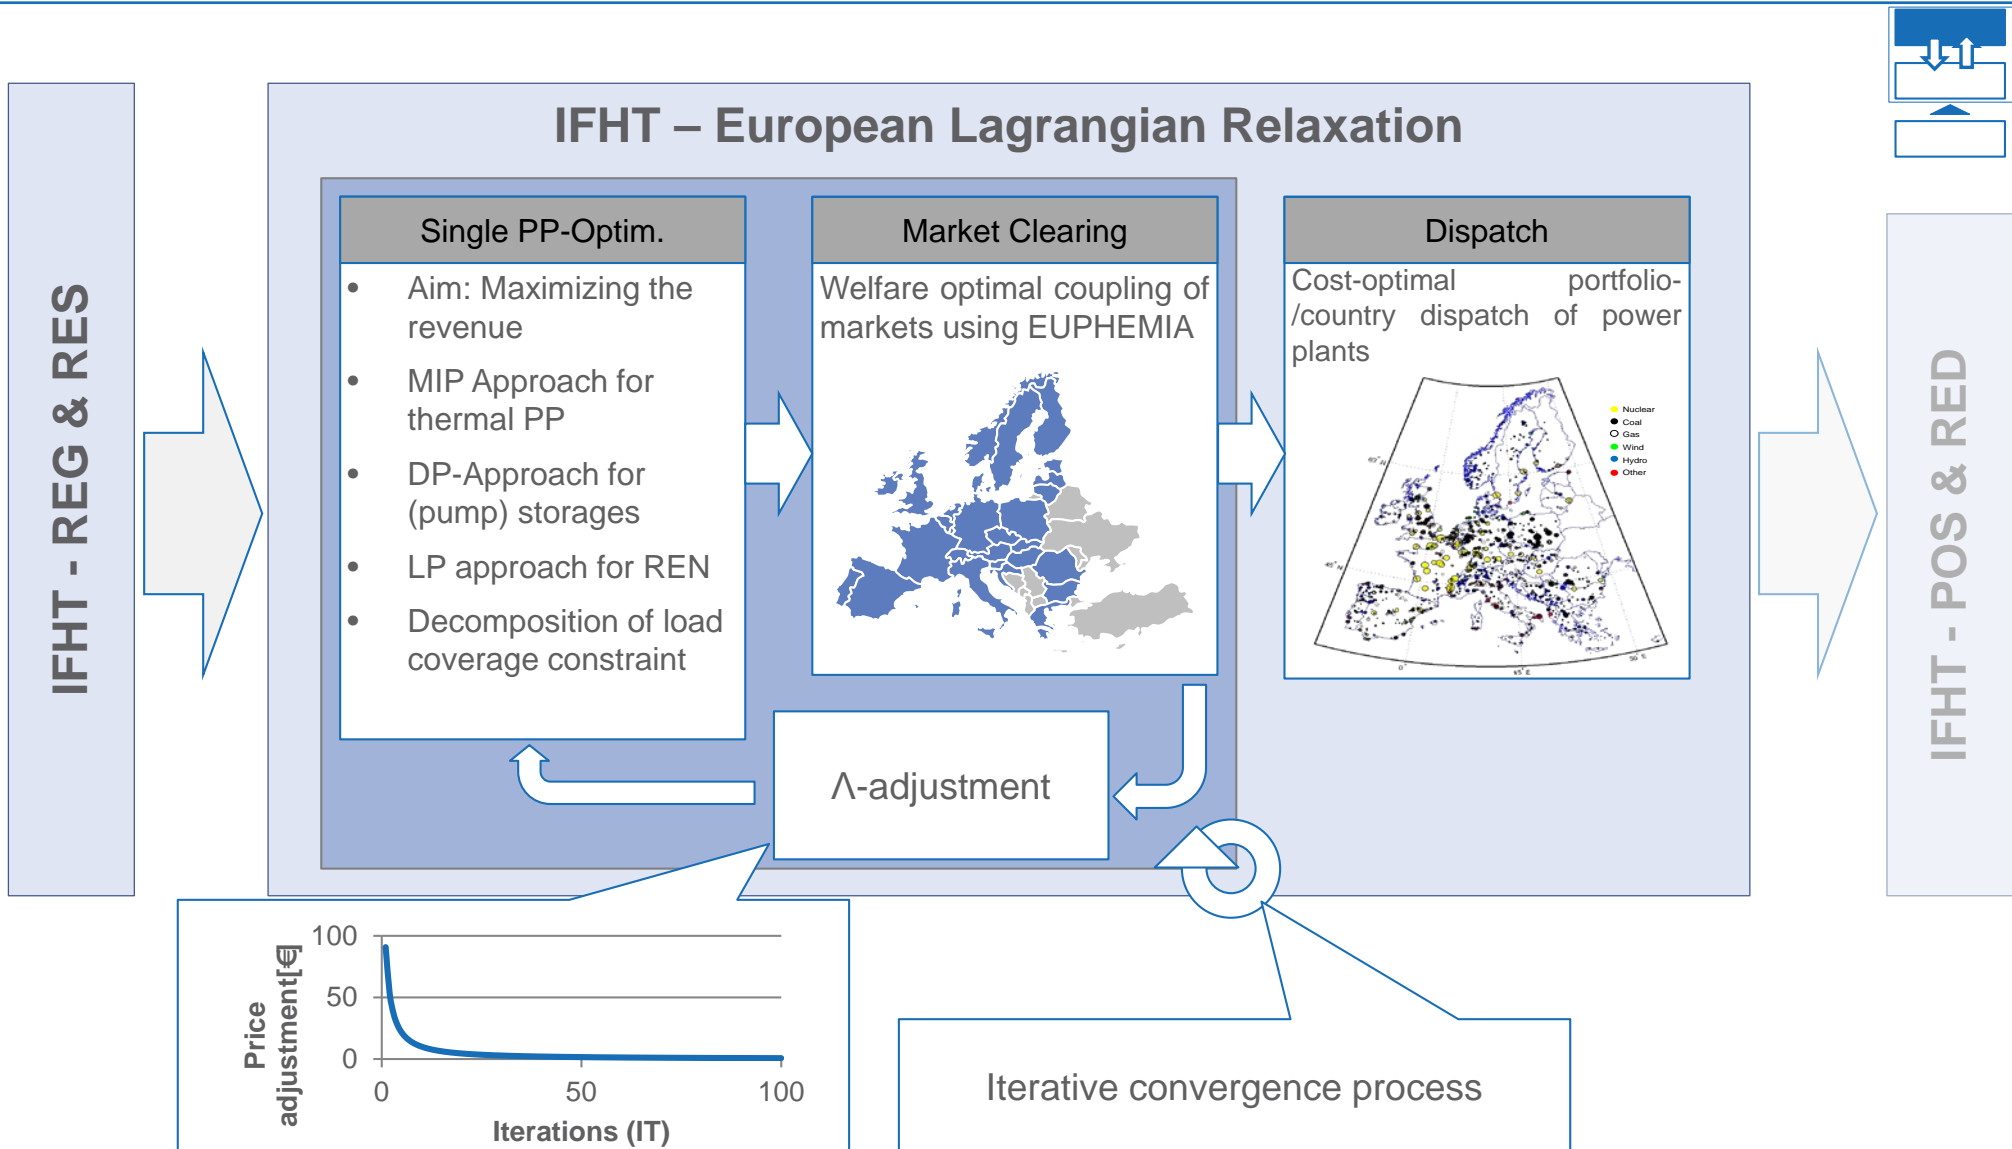 IFHT – European Lagrangian Relaxation
IFHT - REG & RES
Single PP-Optim.
• Aim: Maximizing the
revenue
• MIP Approach for
thermal PP
• DP-Approach for
(pump) storages
• LP approach for REN
• Decomposition of load
coverage constraint
Market Clearing
Welfare optimal coupling of
markets using EUPHEMIA
Dispatch
Cost-optimal portfolio-
/country dispatch of power
plants
Nuclear
Coal
Gas
Wind
Hydro
Other
45° N
0°
IFHT - POS & RED
Λ-adjustment
Price
adjustment[€]
100
50
0
0 50 100
Iterations (IT)
Iterative convergence process